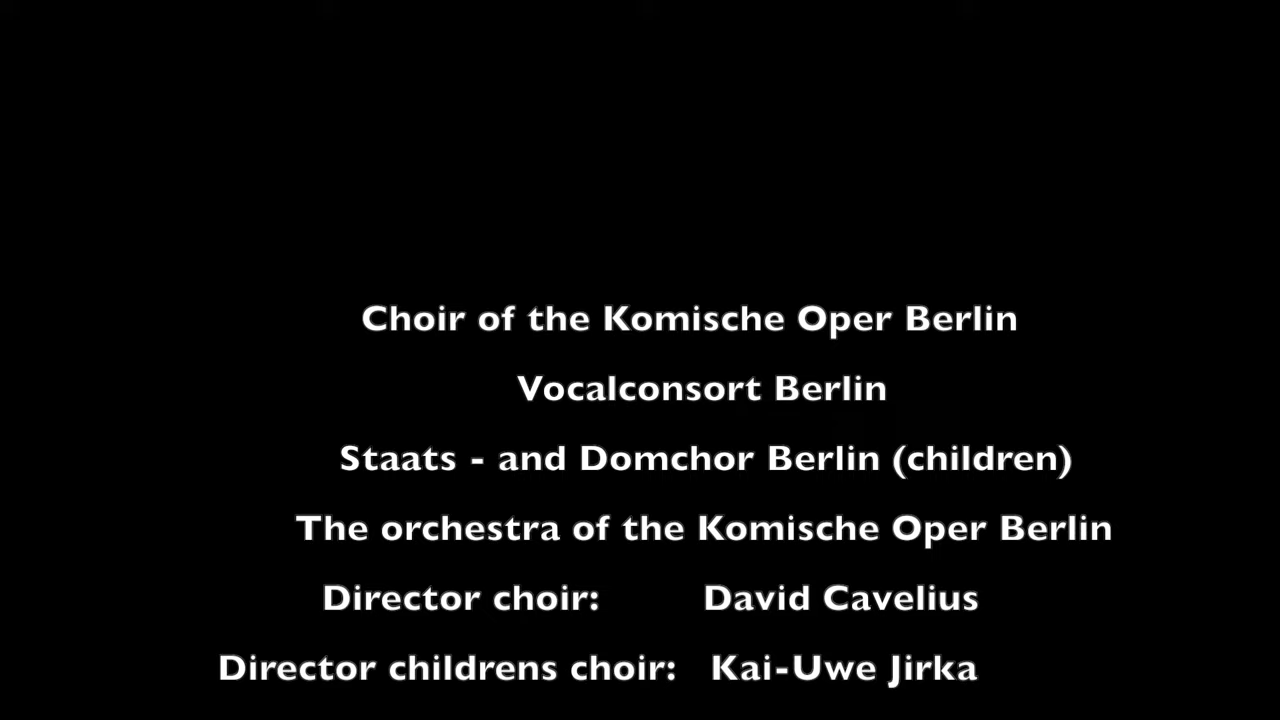 Choir of the Komische Oper Berlin
Vocalconsort Berlin
Staats - and Domchor Berlin (children)
The orchestra of the Komische Oper Berlin
Director choir: David Cavelius
Director childrens choir: Kai-Uwe Jirka